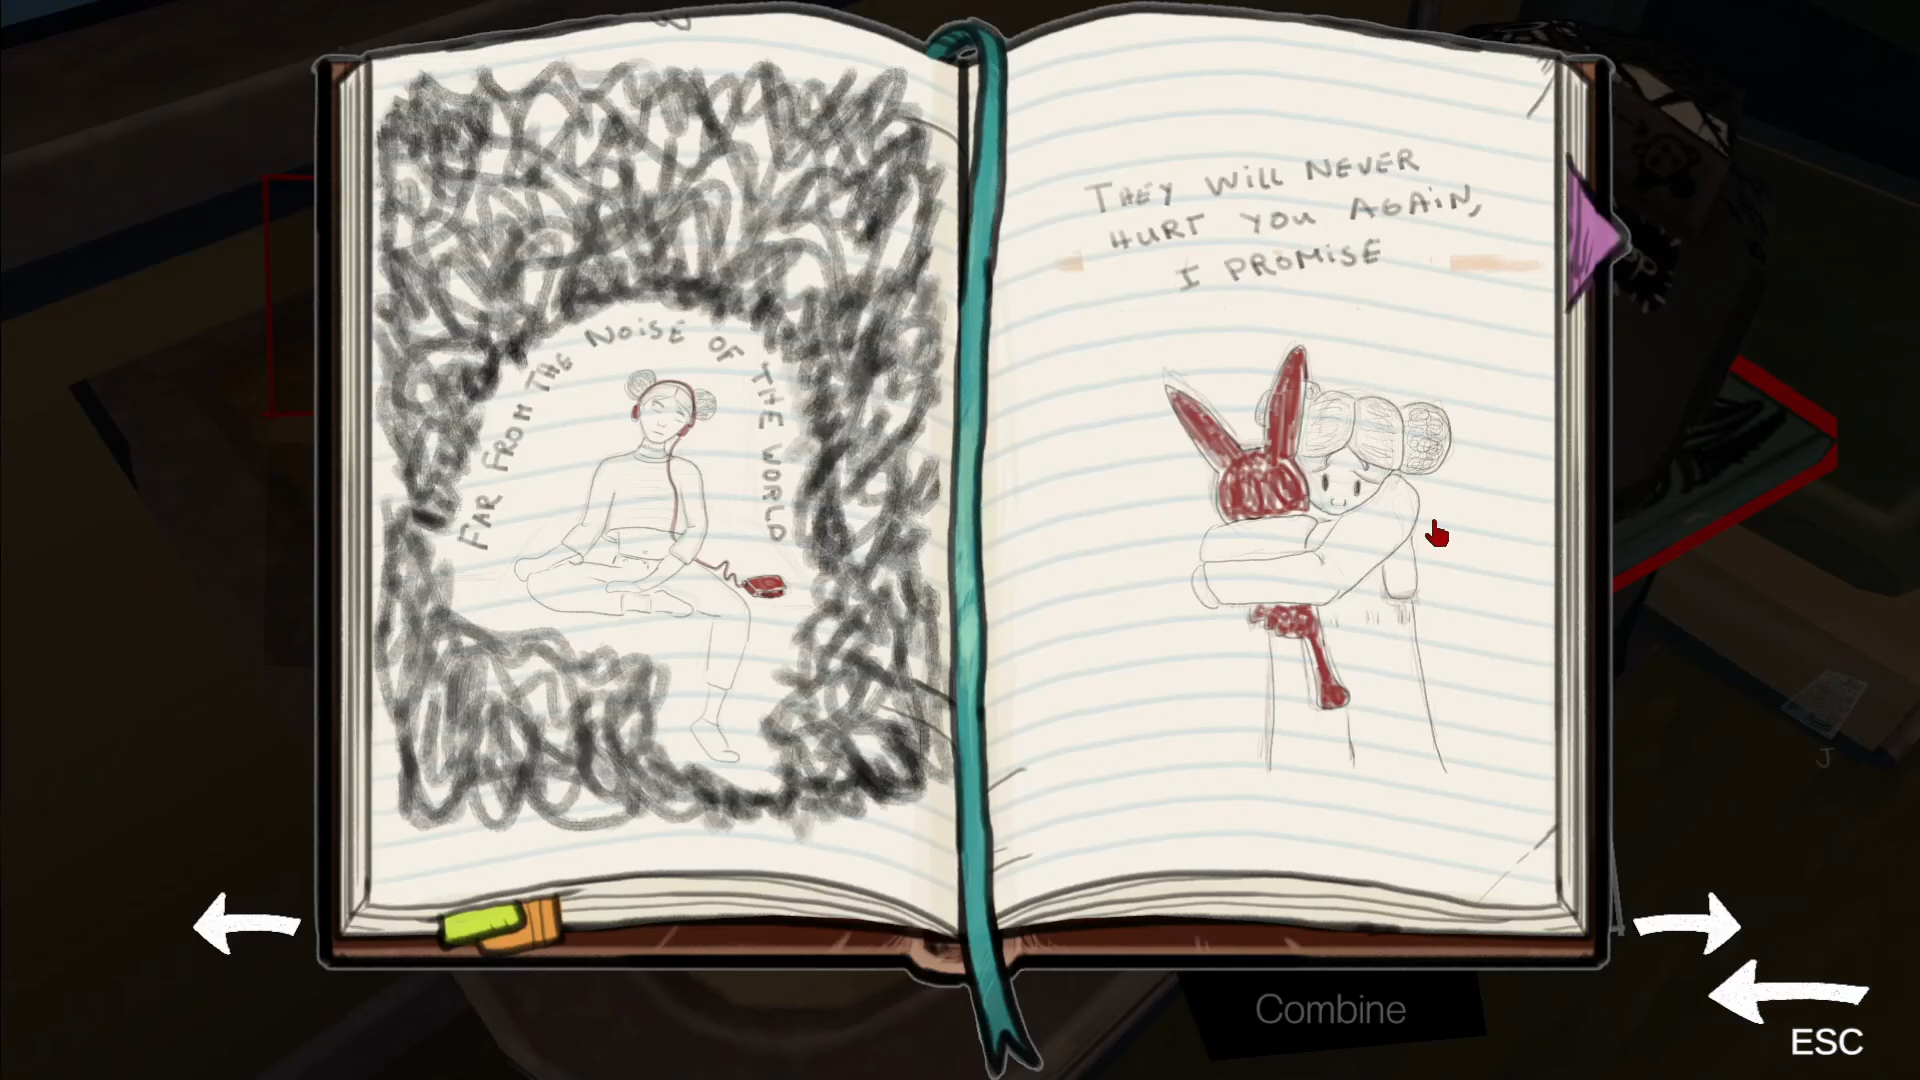 FAR FROM THE NOISE OF THE WORLD
THEY WILL NEVER
HURT YOU AGAIN,
I PROMISE
J
Combine
ESC